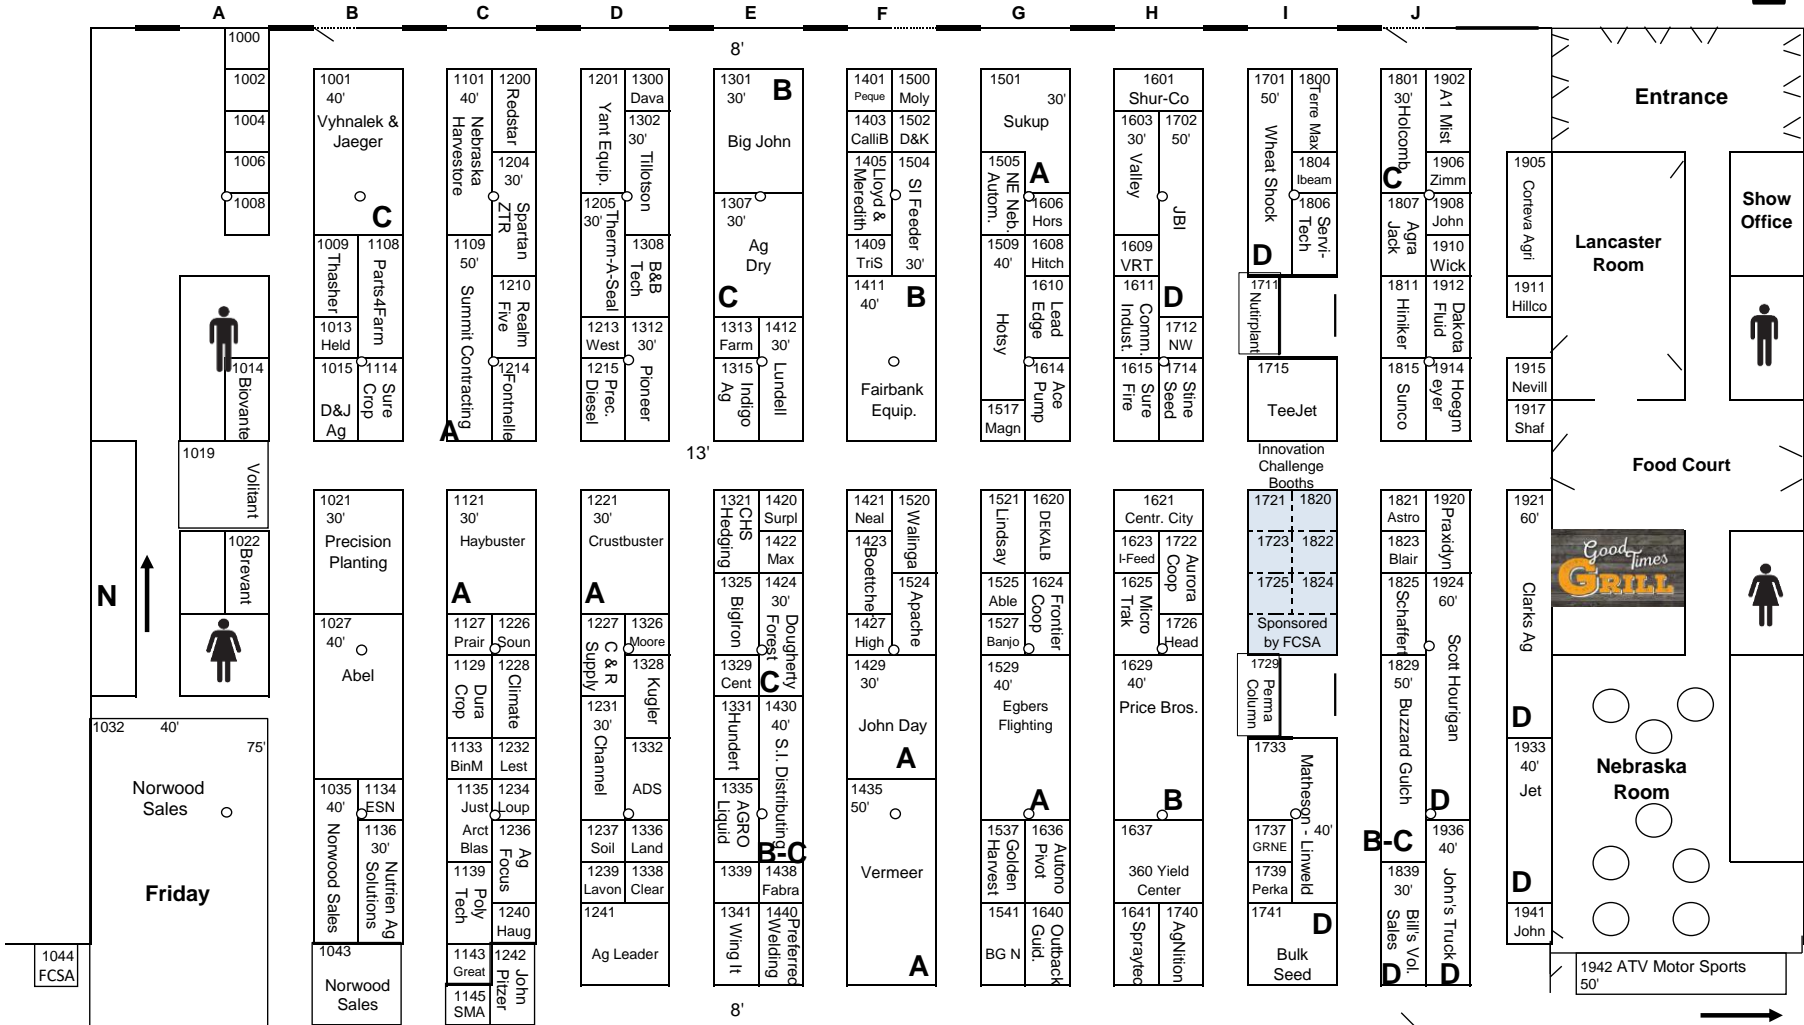 A B C D E F G H I J
8'
1000
1002
1004
1006
1008
1014
Biovante
1019
Volitant
1022
Brevant
N
1032 40'
75'
Norwood
Sales
Friday
1044
FCSA
1001
40'
Vyhnalek &
Jaeger
C
1009
Thasher
1108
Parts4Farm
1013
Held
1015
D&J
Ag
1114
Sure
Crop
1021
30'
Precision
Planting
1027
40'
Abel
1035
40'
Norwood Sales
1134
ESN
1136
30'
Nutrien Ag
Solutions
1043
Norwood
Sales
1101
40'
Nebraska
Harvestore
1200
Redstar
1204
30'
Spartan
ZTR
1109
50'
Summit Contracting
A
1210
Realm
Five
1214
Fontnelle
1121
30'
Haybuster
A
1127
Prair
1226
Soun
1129
Dura
Crop
1228
Climate
1133
BinM
1232
Lest
1135
Just
Arct
Blas
1234
Loup
1236
Ag
Focus
1139
Poly
Tech
1240
Haug
1143
Great
1242
John
Pitzer
1145
SMA
1201
Yant Equip.
1300
Dava
1302
30'
Tillotson
1205
30'
Therm-A-Seal
1308
B&B
Tech
1213
West
1312
30'
Pioneer
1215
Prec.
Diesel
1221
30'
Crustbuster
A
1227
C & R
Supply
1326
Moore
1328
Kugler
1231
30'
Channel
1332
ADS
1237
Soil
1336
Land
1239
Lavon
1338
Clear
1241
Ag Leader
1301
30'
B
Big John
1307
30'
Ag
Dry
C
1313
Farm
1412
30'
Lundell
1315
Indigo
Ag
13'
1321
CHS
Hedging
1420
Surpl
1422
Max
1325
BigIron
1424
30'
Dougherty
Forest
1329
Cent
C
1331
Hundert
1430
40'
S.I. Distributing
1335
AGRO
Liquid
B-C
1339
1438
Fabra
1341
Wing It
1440
Preferred
Welding
8'
1401
Peque
1500
Moly
1403
CalliB
1502
D&K
1405
Lloyd &
Meredith
1504
SI Feeder
30'
1409
TriS
1411
40'
B
Fairbank
Equip.
1421
Neal
1520
Walinga
1423
Boettcher
1524
Apache
1427
High
1429
30'
John Day
A
1435
50'
Vermeer
A
1501
30'
Sukup
1505
NE Neb.
Autom.
A
1606
Hors
1509
40'
Hotsy
1608
Hitch
1610
Lead
Edge
1614
Ace
Pump
1517
Magn
1521
Lindsay
1620
DEKALB
1525
Able
1624
Frontier
Coop
1527
Banjo
1529
40'
Egbers
Flighting
A
1537
Golden
Harvest
1636
Autono
Pivot
1541
BG N
1640
Outback
Guid.
1601
Shur-Co
1603
30'
Valley
1702
50'
JBI
1609
VRT
1611
Comm.
Indust.
D
1712
NW
1615
Sure
Fire
1714
Stine
Seed
1621
Centr. City
1623
I-Feed
1722
Aurora
Coop
1625
Micro
Trak
1726
Head
1629
40'
Price Bros.
B
1637
360 Yield
Center
1641
Spraytec
1740
AgNition
1701
50'
Wheat Shock
D
1800
Terre Max
1804
Ibeam
1806
Servi-
Tech
1711
Nutirplant
1715
TeeJet
Innovation
Challenge
Booths
1721 1820
1723 1822
1725 1824
Sponsored
by FCSA
1729
Perma
Column
1733
Matheson - Linweld
40'
1737
GRNE
1739
Perka
1741
D
Bulk
Seed
1801
30'
Holcomb
C
1902
A1 Mist
1906
Zimm
1807
Agra
Jack
1908
John
1910
Wick
1811
Hiniker
1912
Dakota
Fluid
1815
Sunco
1914
Hoegm
eyer
1821
Astro
1920
Praxidyn
1823
Blair
1825
Schaffert
1924
60'
Scott Hourigan
D
1829
50'
Buzzard Gulch
B-C
1936
40'
John's Truck
D
1839
30'
Bill's Vol.
Sales
D
1905
Corteva Agri
1911
Hillco
1915
Nevill
1917
Shaf
1921
60'
Clarks Ag
D
1933
40'
Jet
D
1941
John
Entrance
Lancaster
Room
Show
Office
Food Court
Good
Times
GRILL
Nebraska
Room
1942 ATV Motor Sports
50'